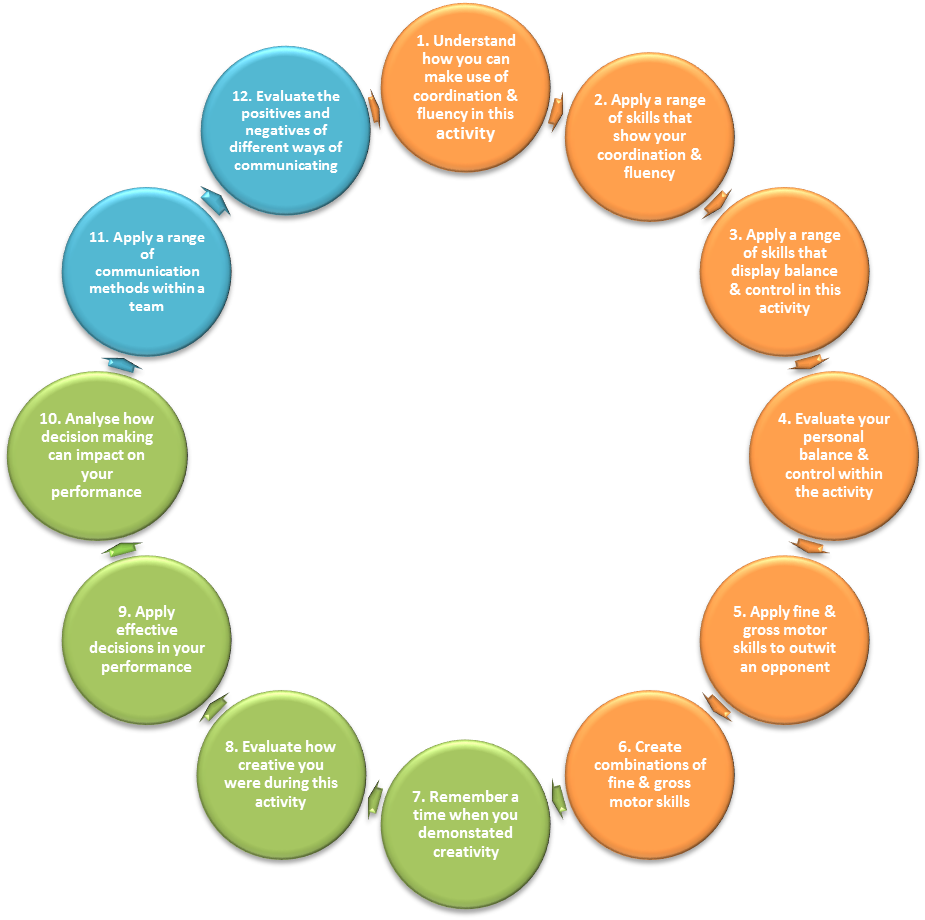 1. Understand
how you can
make use of
coordination &
fluency in this
activity
2. Apply a range
of skills that
show your
coordination &
fluency
3. Apply a range
of skills that
display balance
& control in this
activity
4. Evaluate your
personal
balance &
control within
the activity
5. Apply fine &
gross motor
skills to outwit
an opponent
6. Create
combinations of
fine & gross
motor skills
7. Remember a
time when you
demonstated
creativity
8. Evaluate how
creative you
were during this
activity
9. Apply
effective
decisions in your
performance
10. Analyse how
decision making
can impact on
your
performance
11. Apply a range
of
communication
methods within a
team
12. Evaluate the
positives and
negatives of
different ways of
communicating